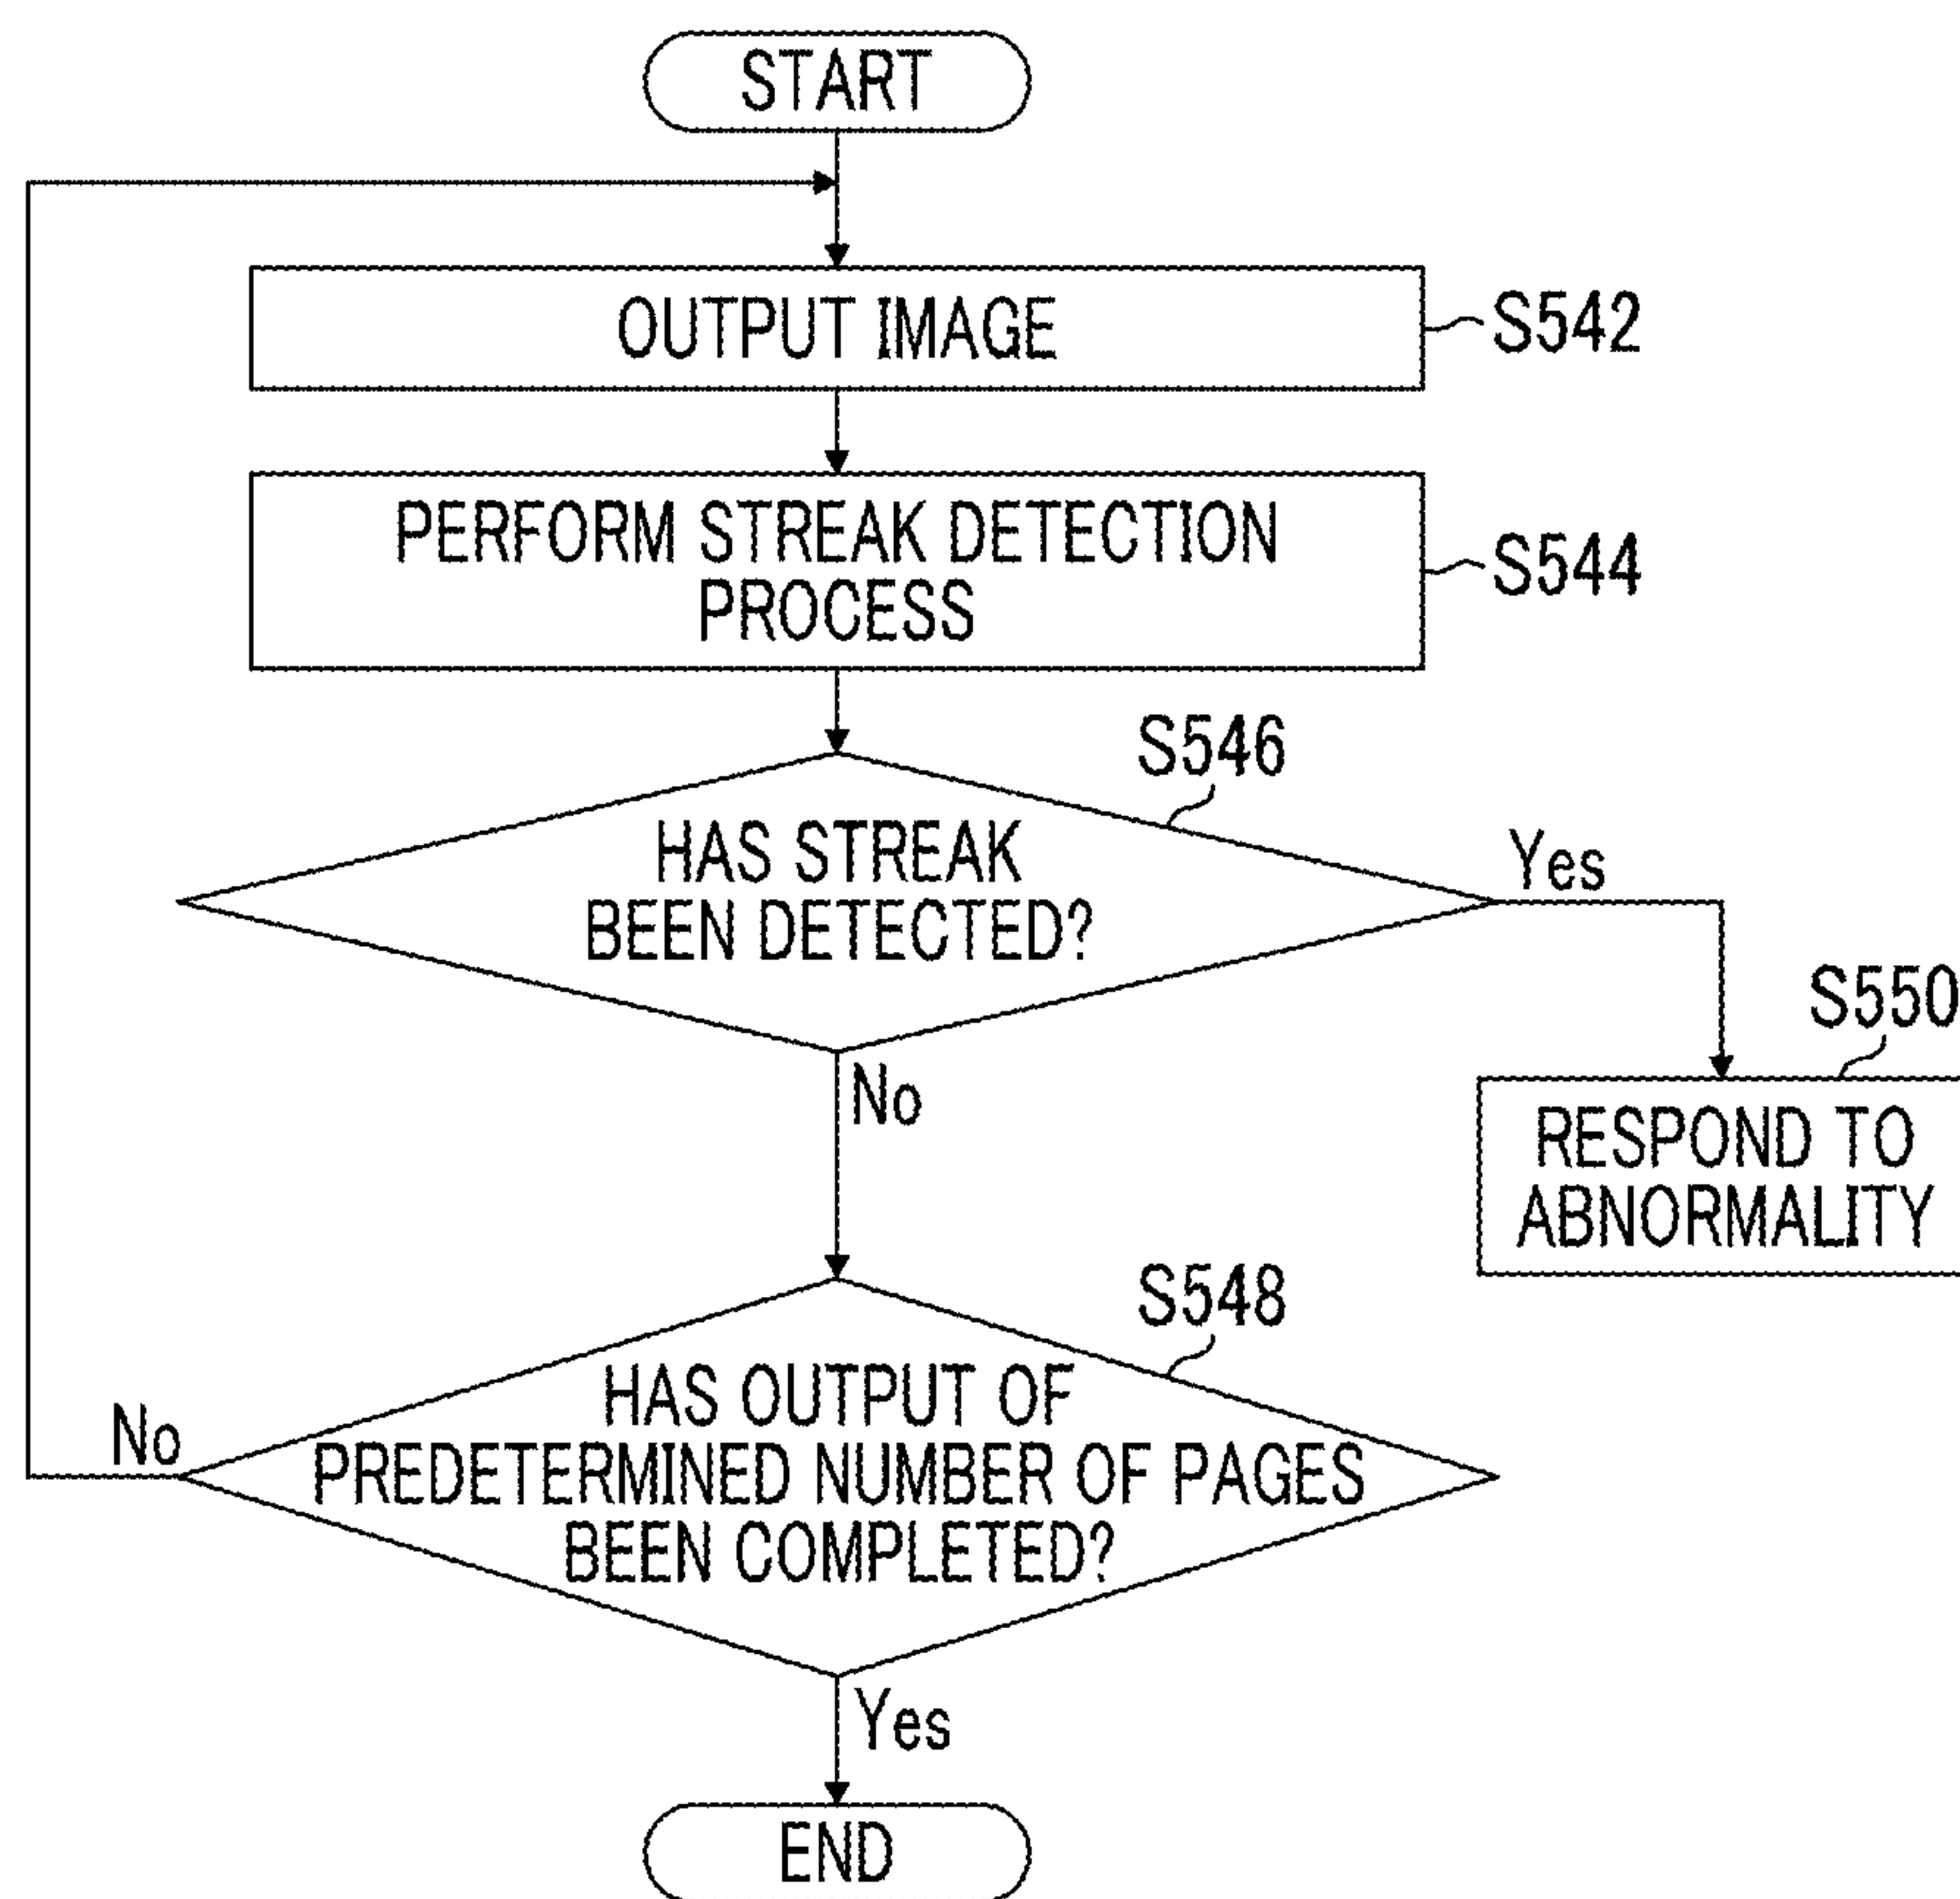 START
OUTPUT IMAGE
S542
PERFORM STREAK DETECTION
PROCESS
S544
S546
HAS STREAK
BEEN DETECTED?
Yes
No
S550
RESPOND TO
ABNORMALITY
S548
HAS OUTPUT OF
PREDETERMINED NUMBER OF PAGES
BEEN COMPLETED?
No
Yes
END